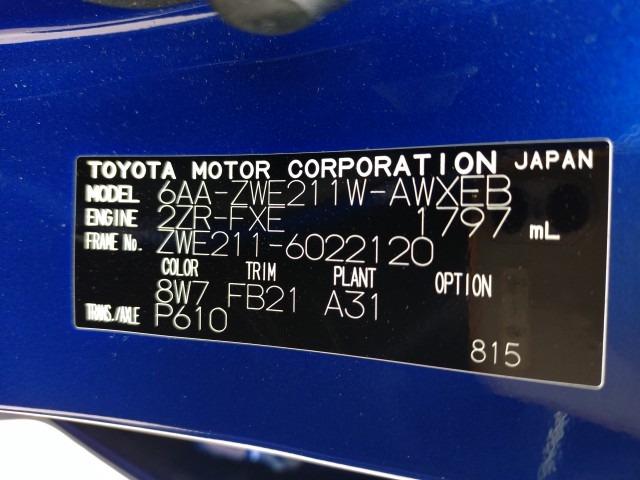 TOYOTA MOTOR CORPORATION JAPAN
MODEL 6AA-ZWE211W-AWXEB
ENGINE 2ZR-FXE 1797 mL
FRAME No. ZWE211-6022120
COLOR TRIM PLANT OPTION
8W7 FB21 A31
TRANS./AXLE P610
815